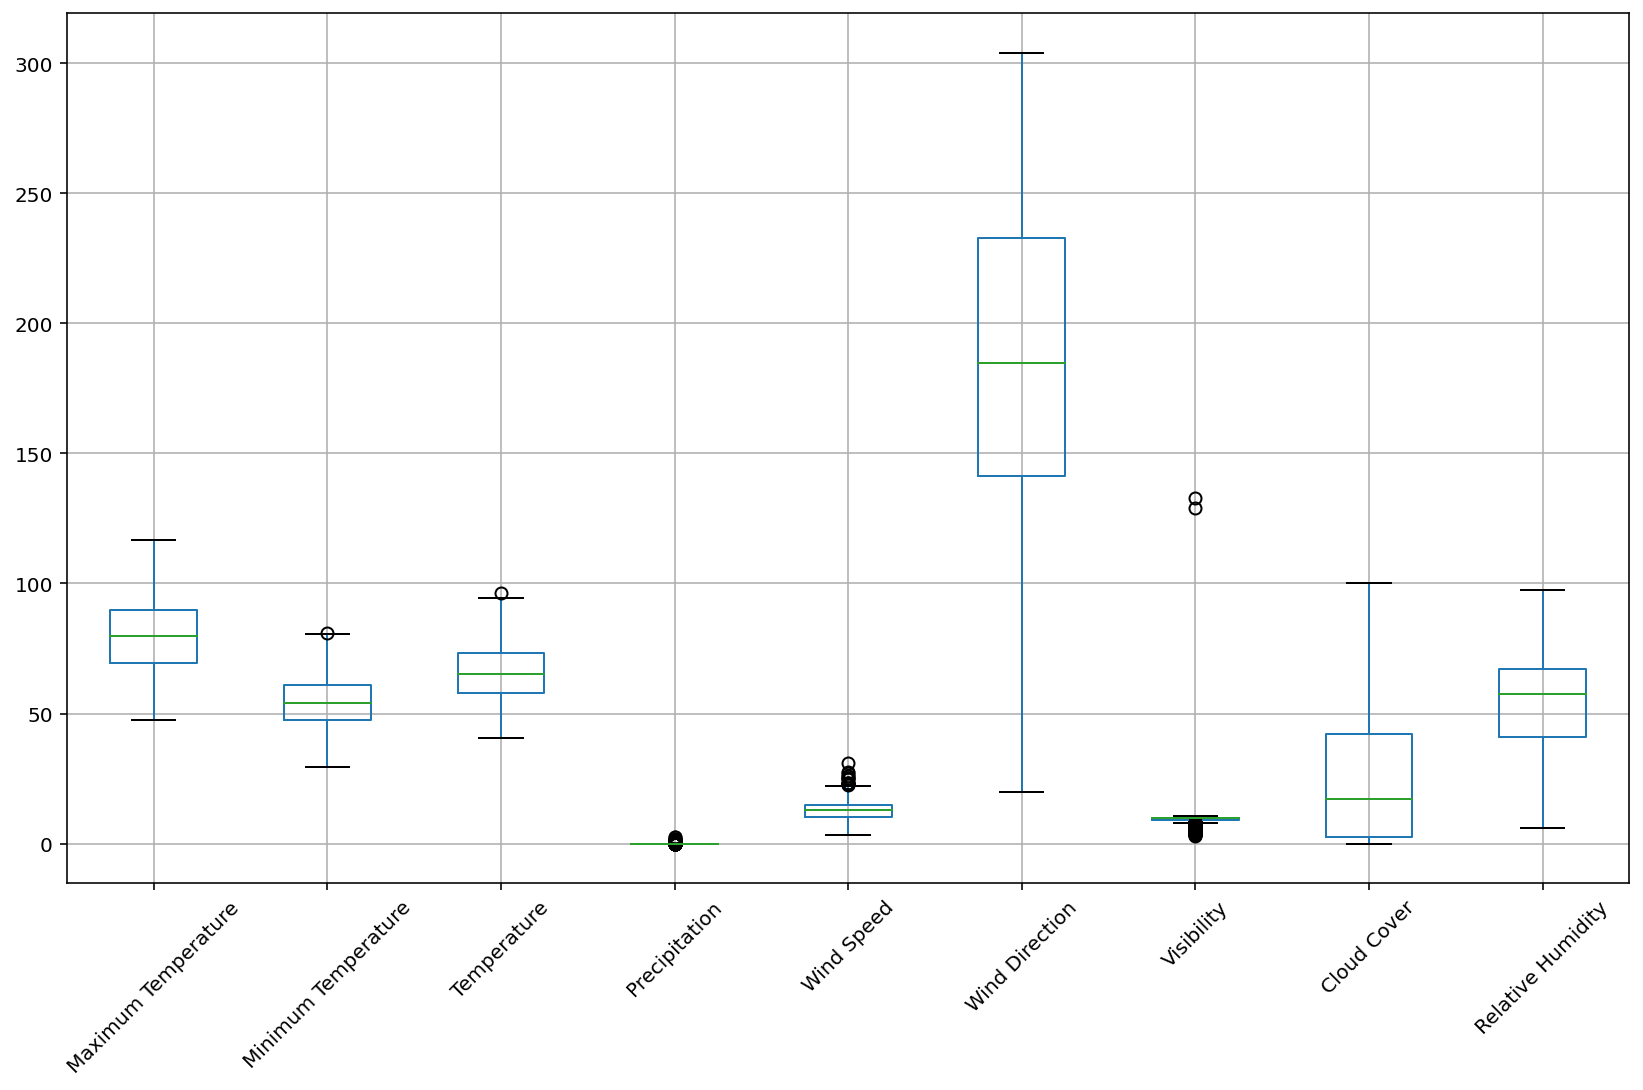 300
250
200
150
100
50
0
Maximum Temperature
Minimum Temperature
Temperature
Precipitation
Wind Speed
Wind Direction
Visibility
Cloud Cover
Relative Humidity